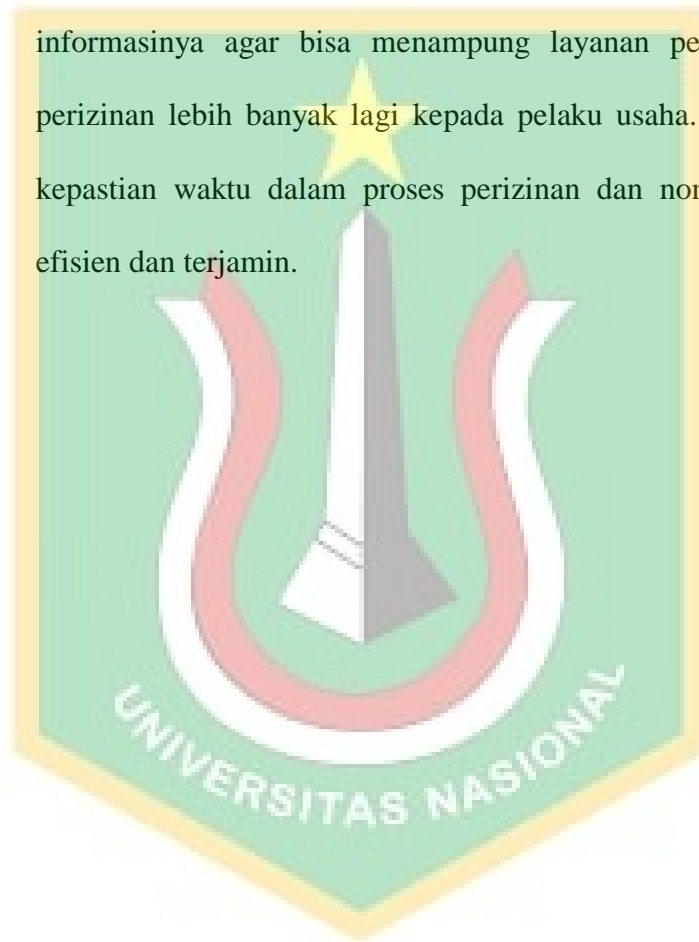 informasinya agar bisa menampung layanan
perizinan lebih banyak lagi kepada pelaku usaha.
kepastian waktu dalam proses perizinan dan
efisien dan terjamin.
UNIVERSITAS NASIONAL